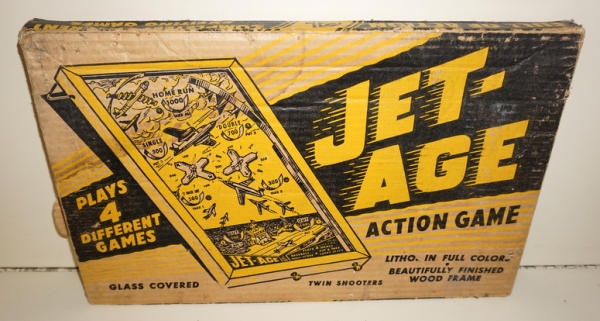 JET-
AGE
ACTION GAME
PLAYS
4
DIFFERENT
GAMES
HOME RUN
1000
DOUBLE
700
SINGLE
500
300
JET-AGE
GLASS COVERED
TWIN SHOOTERS
LITHO. IN FULL COLOR
BEAUTIFULLY FINISHED
WOOD FRAME